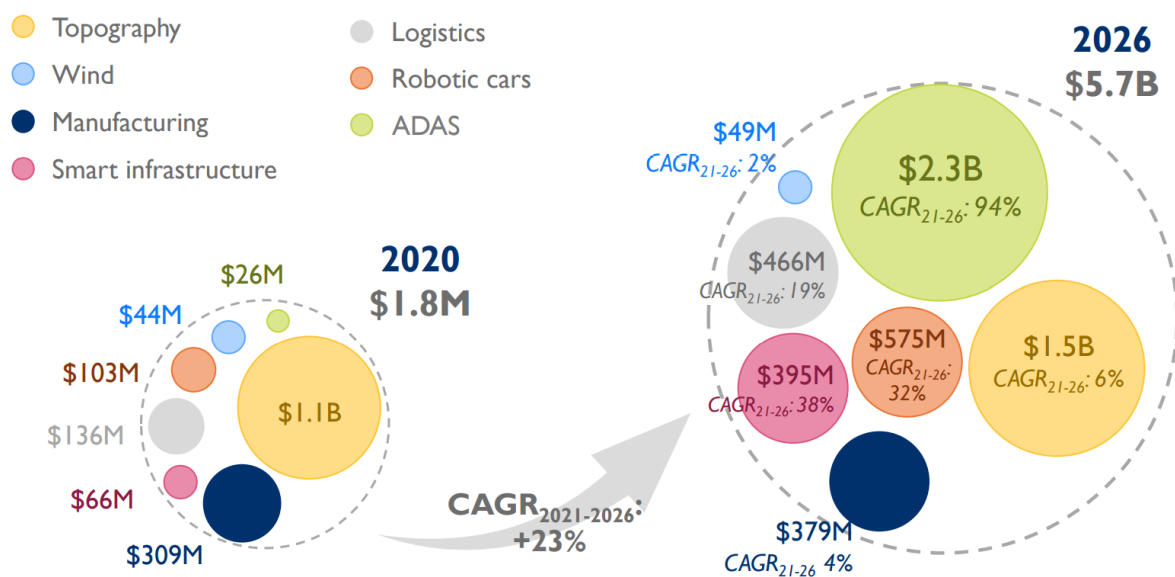 Topography
Wind
Manufacturing
Smart infrastructure
Logistics
Robotic cars
ADAS
2020
$1.8M
$26M
$44M
$103M
$136M
$66M
$309M
$1.1B
CAGR2021-2026:
+23%
2026
$5.7B
$49M
CAGR21-26: 2%
$2.3B
CAGR21-26: 94%
$466M
CAGR21-26: 19%
$575M
CAGR21-26:
32%
$1.5B
CAGR21-26: 6%
$395M
CAGR21-26: 38%
$379M
CAGR21-26 4%